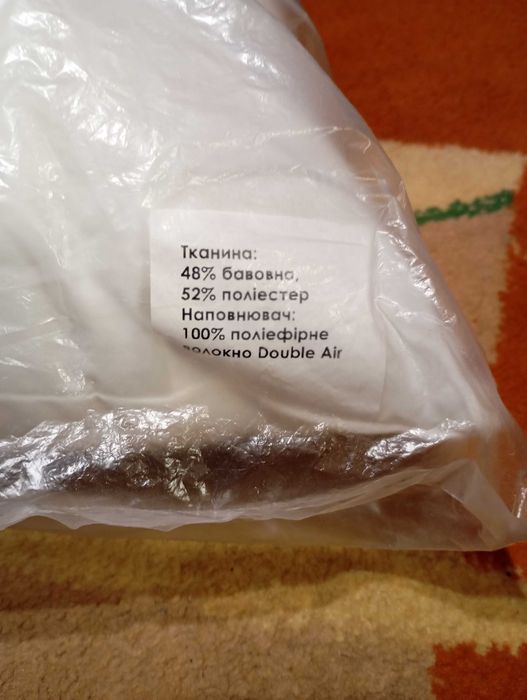 Тканина:
48% бавовна,
52% поліестер
Наповнювач:
100% поліефірне
волокно Double Air